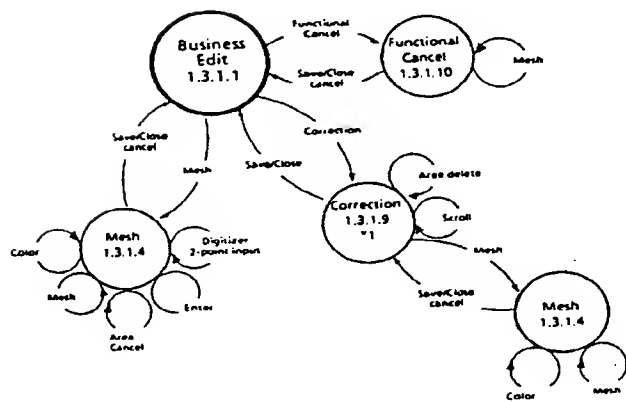 Business
Edit
1.3.1.1
Functional
Cancel
Functional
Cancel
1.3.1.10
Mesh
Save/Close
cancel
Save/Close
cancel
Mesh
Save/Close
Correction
Area delete
Correction
1.3.1.9
*1
Scroll
Mesh
Save/Close
cancel
Mesh
1.3.1.4
Color
Digitizer
2-point input
Mesh
Enter
Area
Cancel
Mesh
1.3.1.4
Color
Mesh